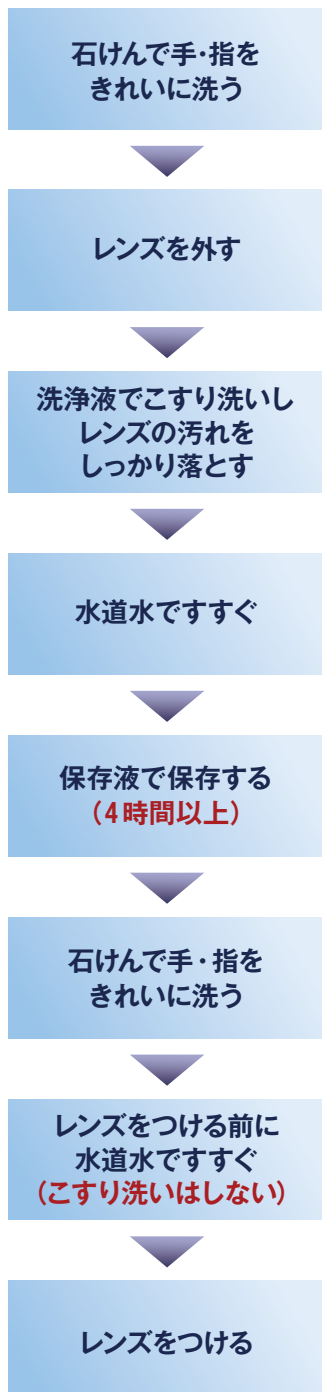 石けんで手・指を
きれいに洗う
レンズを外す
洗浄液でこすり洗いし
レンズの汚れを
しっかり落とす
水道水ですすぐ
保存液で保存する
（4時間以上）
石けんで手・指を
きれいに洗う
レンズをつける前に
水道水ですすぐ
（こすり洗いはしない）
レンズをつける